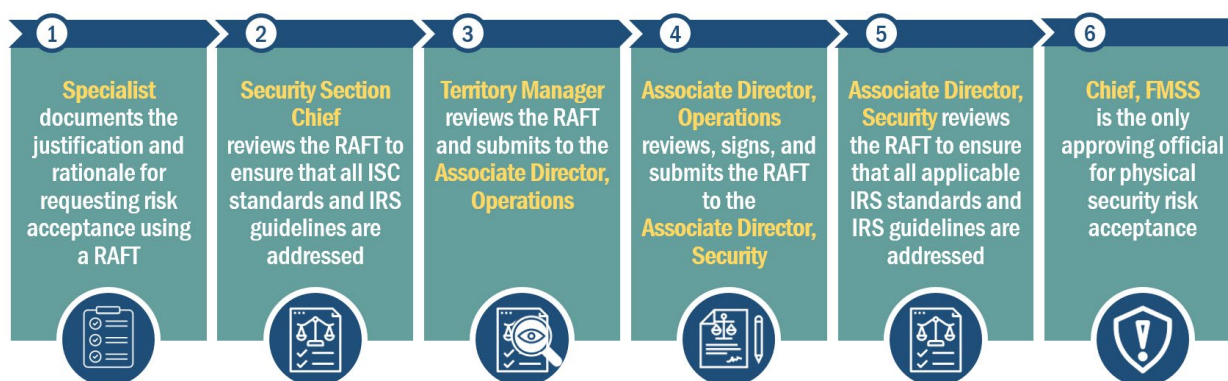 1
Specialist
documents the
justification and
rationale for
requesting risk
acceptance using
a RAFT
2
Security Section
Chief
reviews the RAFT to
ensure that all ISC
standards and IRS
guidelines are
addressed
3
Territory Manager
reviews the RAFT
and submits to the
Associate Director,
Operations
4
Associate Director,
Operations
reviews, signs, and
submits the RAFT
to the
Associate Director,
Security
5
Associate Director,
Security reviews
the RAFT to ensure
that all applicable
IRS standards and
IRS guidelines are
addressed
6
Chief, FMSS
is the only
approving official
for physical
security risk
acceptance